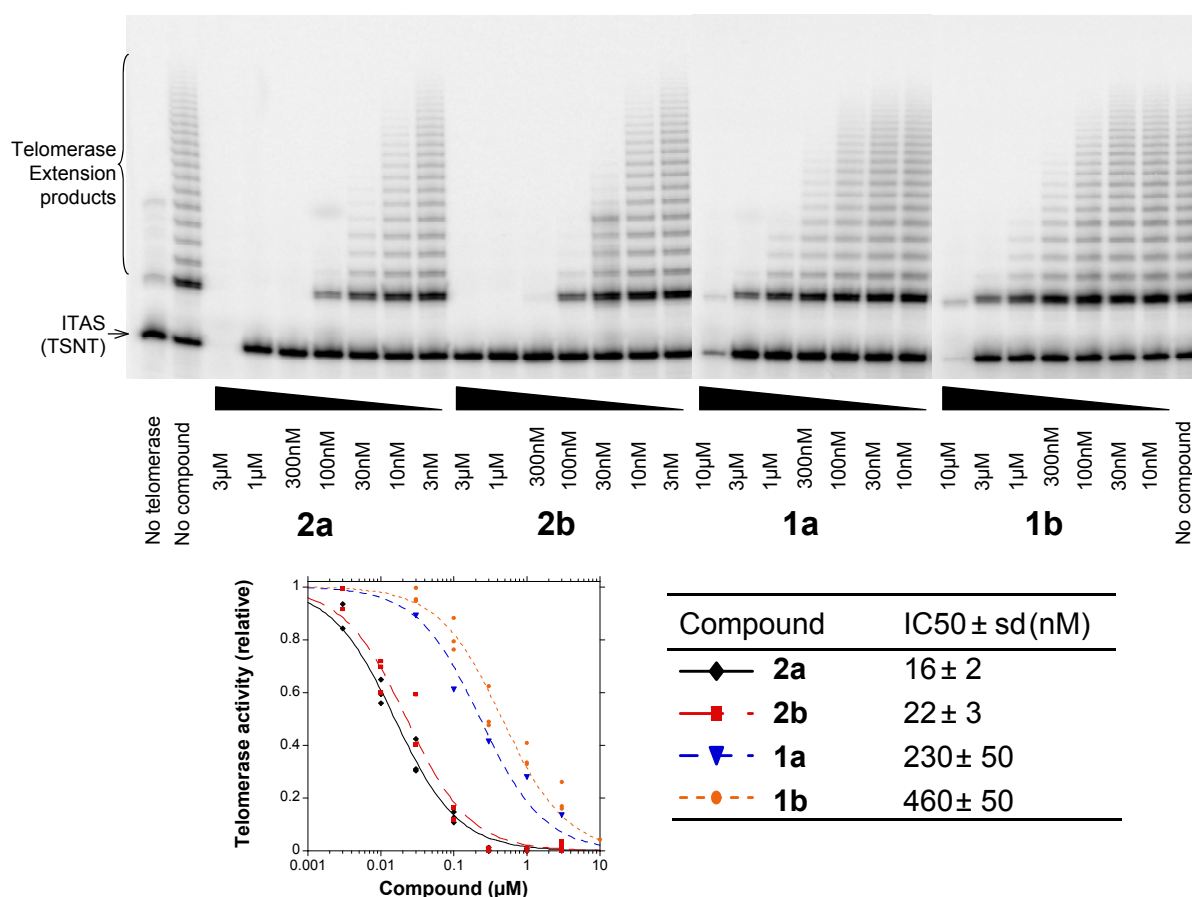 Telomerase
Extension
products
ITAS
(TSNT)
No telomerase
No compound
3µM
1µM
300nM
100nM
30nM
10nM
3nM
3µM
1µM
300nM
100nM
30nM
10nM
3nM
10µM
3µM
1µM
300nM
100nM
30nM
10nM
10µM
3µM
1µM
300nM
100nM
30nM
10nM
No compound
2a
2b
1a
1b
Telomerase activity (relative)
1
0.8
0.6
0.4
0.2
0
0.001
0.01
0.1
1
10
Compound (µM)
Compound IC50 ± sd (nM)
2a 16 ± 2
2b 22 ± 3
1a 230 ± 50
1b 460 ± 50